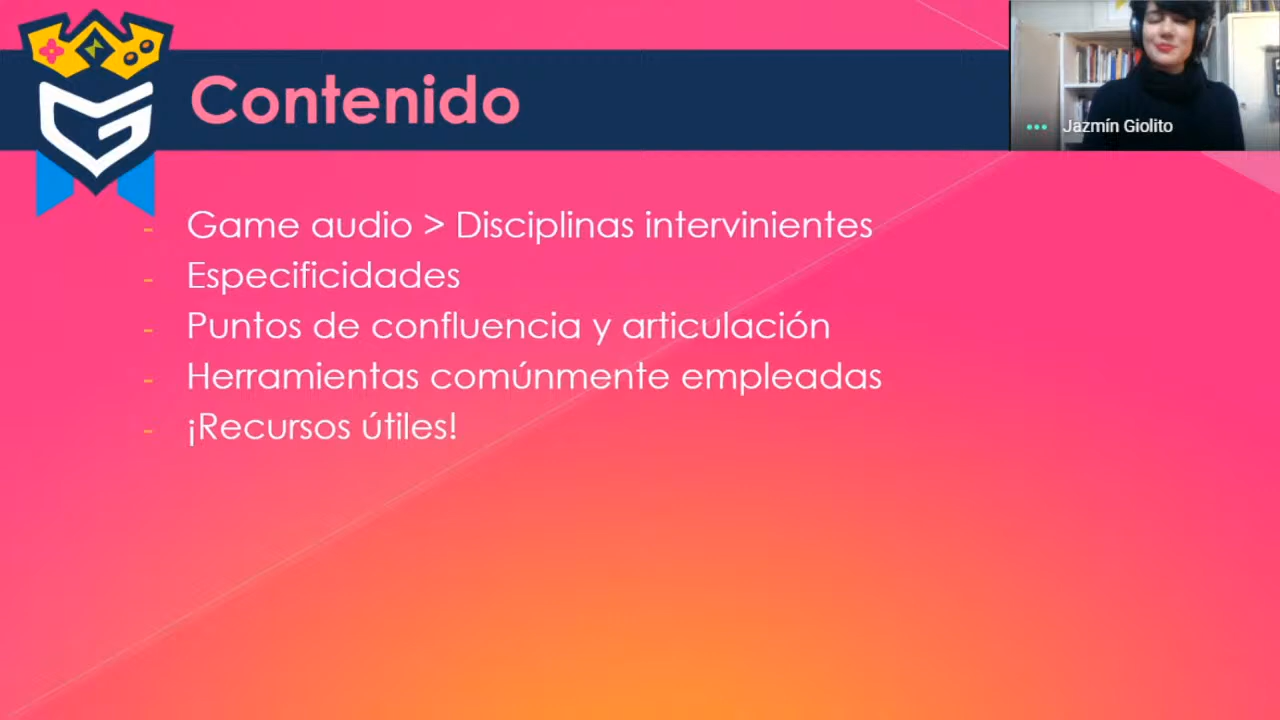 Contenido
Jazmín Giolito
- Game audio > Disciplinas intervinientes
- Especificidades
- Puntos de confluencia y articulación
- Herramientas comúnmente empleadas
- ¡Recursos útiles!